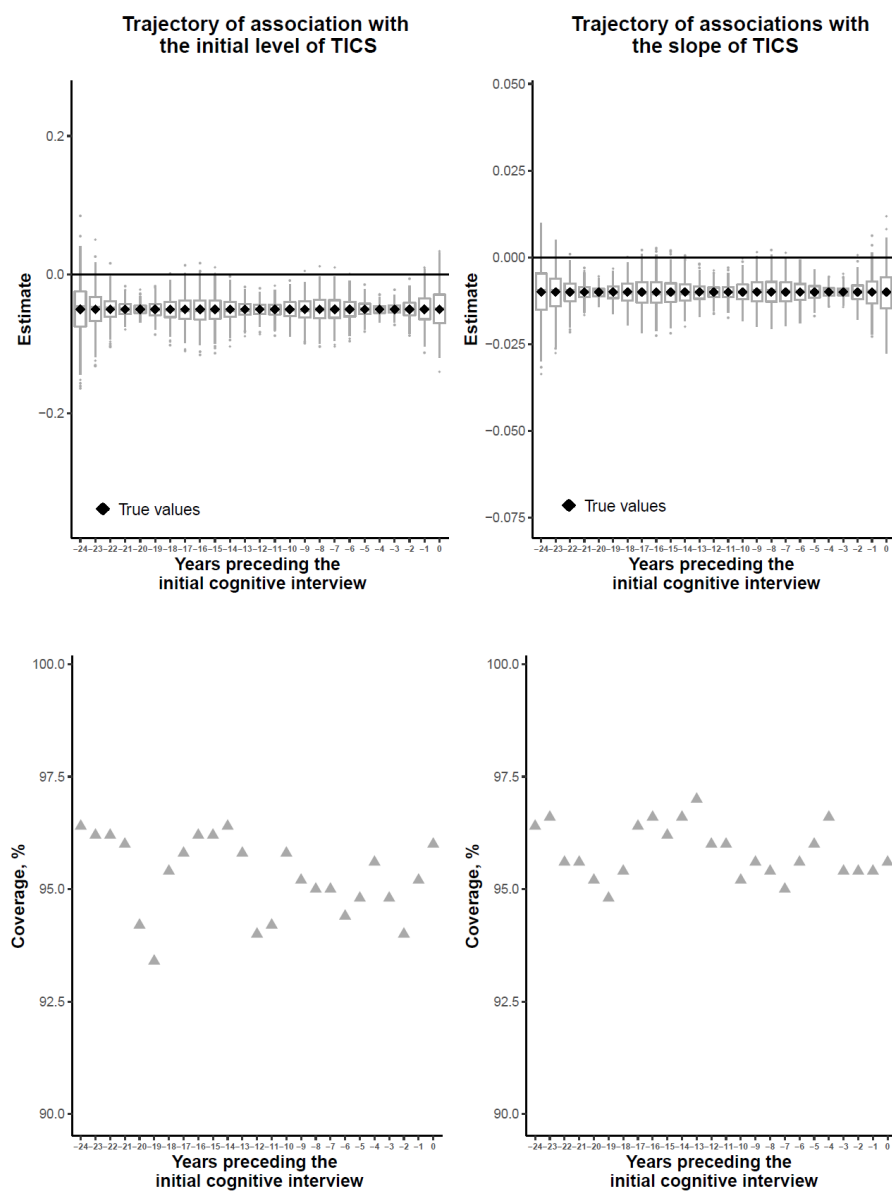 Trajectory of association with
the initial level of TICS
Estimate
0.2
0.0
−0.2
True values
−24 −23 −22 −21 −20 −19 −18 −17 −16 −15 −14 −13 −12 −11 −10 −9 −8 −7 −6 −5 −4 −3 −2 −1 0
Years preceding the
initial cognitive interview
Trajectory of associations with
the slope of TICS
Estimate
0.050
0.025
0.000
−0.025
−0.050
−0.075
True values
−24 −23 −22 −21 −20 −19 −18 −17 −16 −15 −14 −13 −12 −11 −10 −9 −8 −7 −6 −5 −4 −3 −2 −1 0
Years preceding the
initial cognitive interview
Coverage, %
100.0
97.5
95.0
92.5
90.0
−24 −23 −22 −21 −20 −19 −18 −17 −16 −15 −14 −13 −12 −11 −10 −9 −8 −7 −6 −5 −4 −3 −2 −1 0
Years preceding the
initial cognitive interview
Coverage, %
100.0
97.5
95.0
92.5
90.0
−24 −23 −22 −21 −20 −19 −18 −17 −16 −15 −14 −13 −12 −11 −10 −9 −8 −7 −6 −5 −4 −3 −2 −1 0
Years preceding the
initial cognitive interview